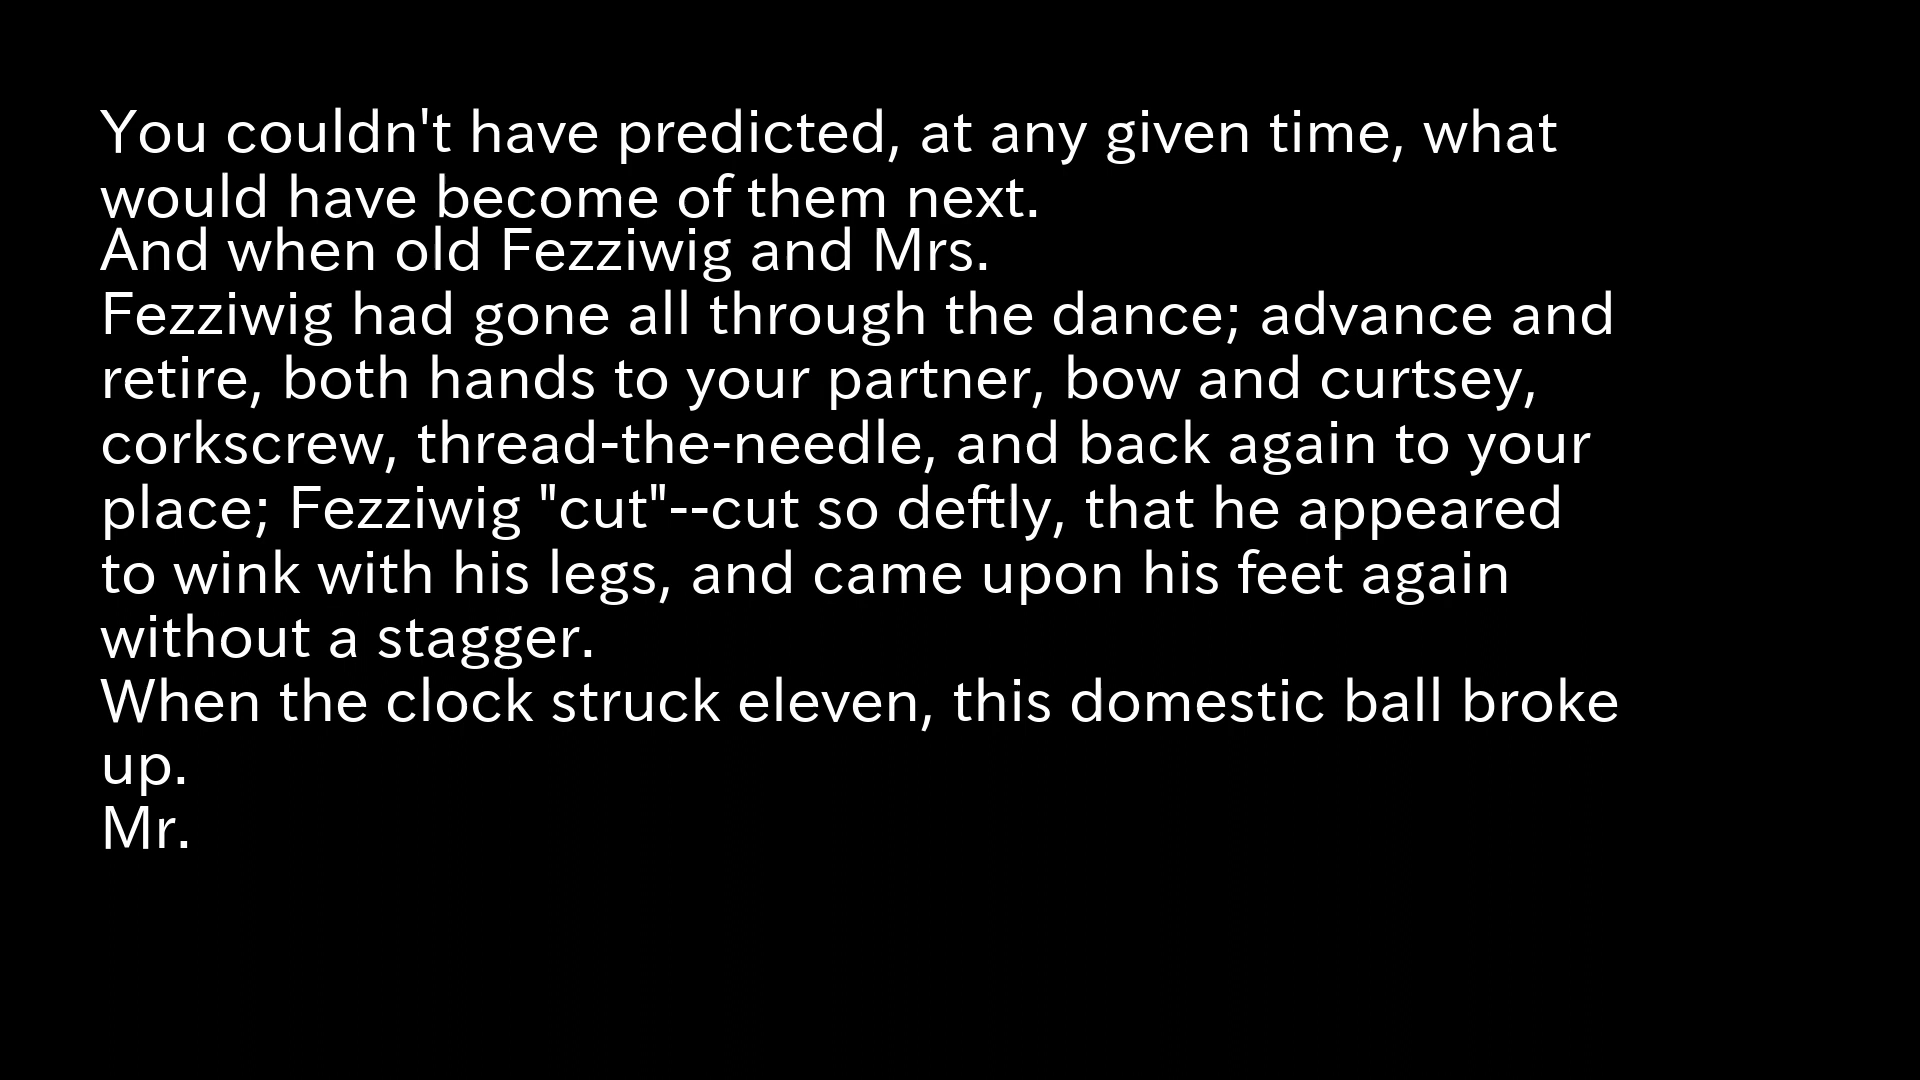 You couldn't have predicted, at any given time, what
would have become of them next.
And when old Fezziwig and Mrs.
Fezziwig had gone all through the dance; advance and
retire, both hands to your partner, bow and curtsey,
corkscrew, thread-the-needle, and back again to your
place; Fezziwig "cut"--cut so deftly, that he appeared
to wink with his legs, and came upon his feet again
without a stagger.
When the clock struck eleven, this domestic ball broke
up.
Mr.